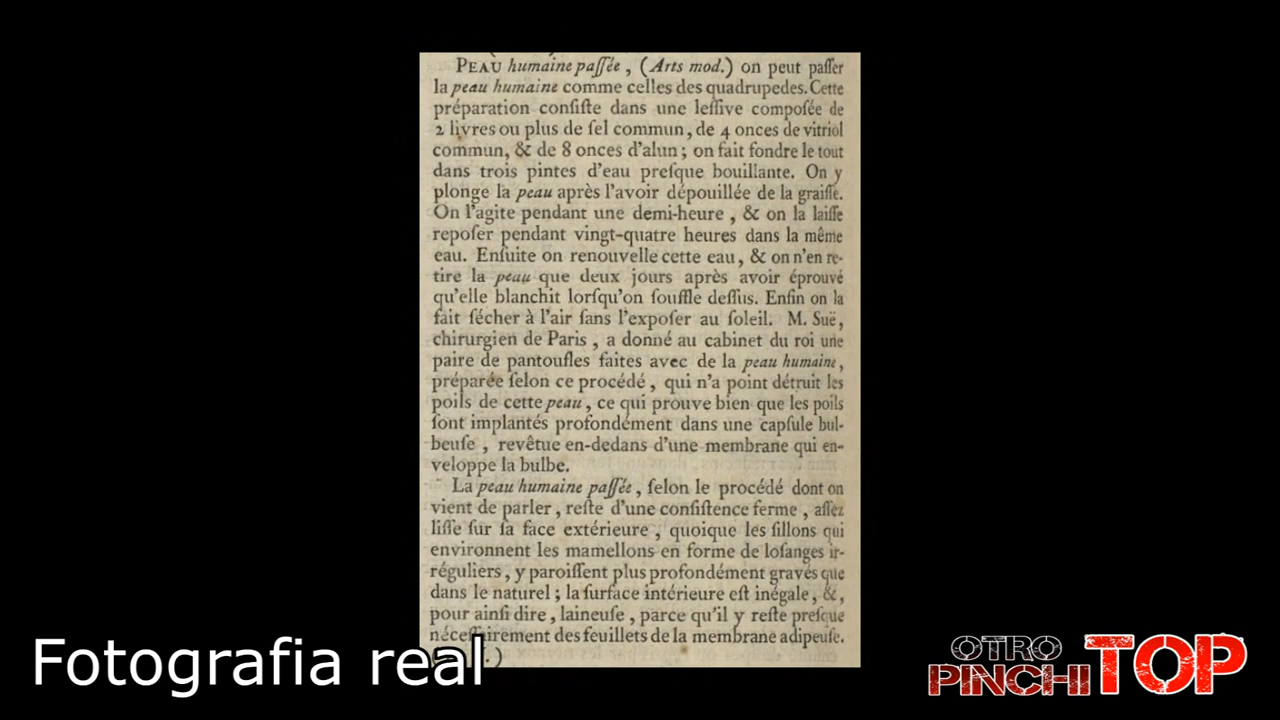 PEAU humaine paſſée, (Arts mod.) on peut paſſer
la peau humaine comme celles des quadrupedes. Cette
préparation conſiſte dans une leſſive compoſée de
2 livres ou plus de ſel commun, de 4 onces de vitriol
commun, & de 8 onces d'alun; on fait fondre le tout
dans trois pintes d'eau preſque bouillante. On y
plonge la peau après l'avoir dépouillée de la graiſſe.
On l'agite pendant une demi-heure, & on la laiſſe
repoſer pendant vingt-quatre heures dans la même
eau. Enſuite on renouvelle cette eau, & on n'en re-
tire la peau que deux jours après avoir éprouvé
qu'elle blanchit lorſqu'on ſouffle deſſus. Enfin on la
fait ſécher à l'air ſans l'expoſer au ſoleil. M. Suë,
chirurgien de Paris, a donné au cabinet du roi une
paire de pantoufles faites avec de la peau humaine,
préparée ſelon ce procédé, qui n'a point détruit les
poils de cette peau, ce qui prouve bien que les poils
ſont implantés profondément dans une capſule bul-
beuſe, revêtue en-dedans d'une membrane qui en-
veloppe la bulbe.
La peau humaine paſſée, ſelon le procédé dont on
vient de parler, reſte d'une conſiſtence ferme, aſſez
liſſe ſur ſa face extérieure, quoique les ſillons qui
environnent les mamellons en forme de loſanges ir-
réguliers, y paroiſſent plus profondément gravés que
dans le naturel; la ſurface intérieure eſt inégale, &,
pour ainſi dire, laineuſe, parce qu'il y reſte preſque
néceſſairement des feuillets de la membrane adipeuſe.
.)
Fotografia real
OTRO
PINCHI TOP